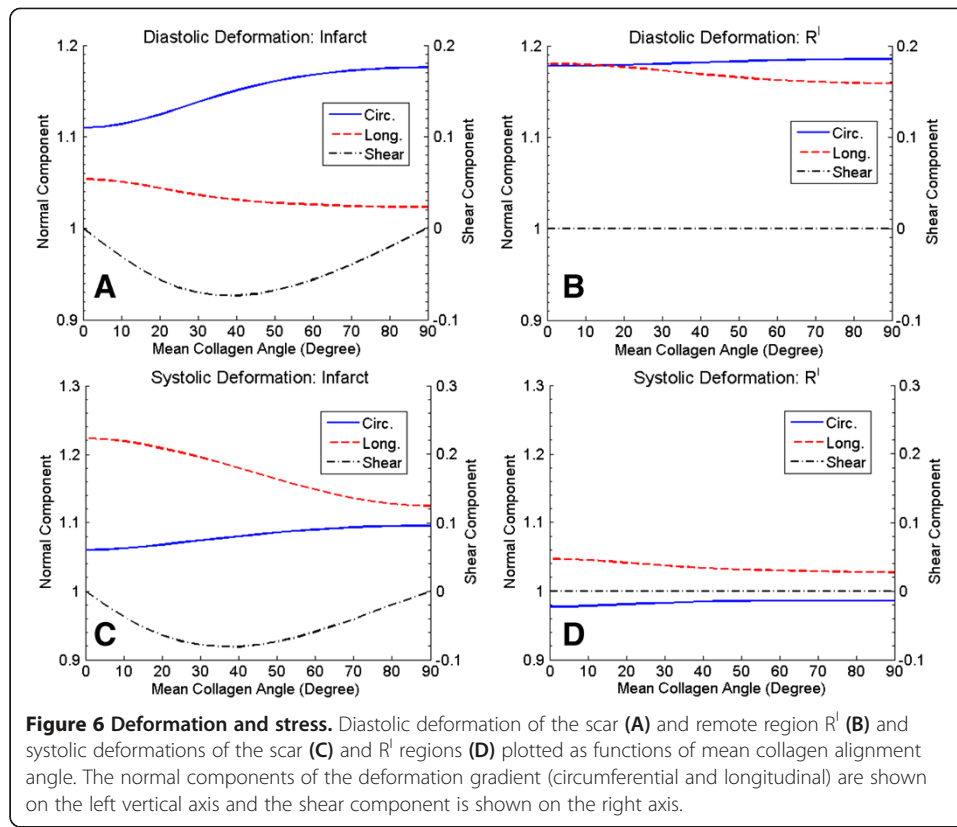 Diastolic Deformation: Infarct
1.2
1.1
1
0.9
Normal Component
0.2
0.1
0
-0.1
Shear Component
Circ.
Long.
Shear
A
0 10 20 30 40 50 60 70 80 90
Mean Collagen Angle (Degree)
Diastolic Deformation: R^I
1.2
1.1
1
0.9
Normal Component
0.2
0.1
0
-0.1
Shear Component
Circ.
Long.
Shear
B
0 10 20 30 40 50 60 70 80 90
Mean Collagen Angle (Degree)
Systolic Deformation: Infarct
1.3
1.2
1.1
1
0.9
Normal Component
0.3
0.2
0.1
0
-0.1
Shear Component
Circ.
Long.
Shear
C
0 10 20 30 40 50 60 70 80 90
Mean Collagen Angle (Degree)
Systolic Deformation: R^I
1.3
1.2
1.1
1
0.9
Normal Component
0.3
0.2
0.1
0
-0.1
Shear Component
Circ.
Long.
Shear
D
0 10 20 30 40 50 60 70 80 90
Mean Collagen Angle (Degree)
Figure 6 Deformation and stress. Diastolic deformation of the scar (A) and remote region R^I (B) and
systolic deformations of the scar (C) and R^I regions (D) plotted as functions of mean collagen alignment
angle. The normal components of the deformation gradient (circumferential and longitudinal) are shown
on the left vertical axis and the shear component is shown on the right axis.